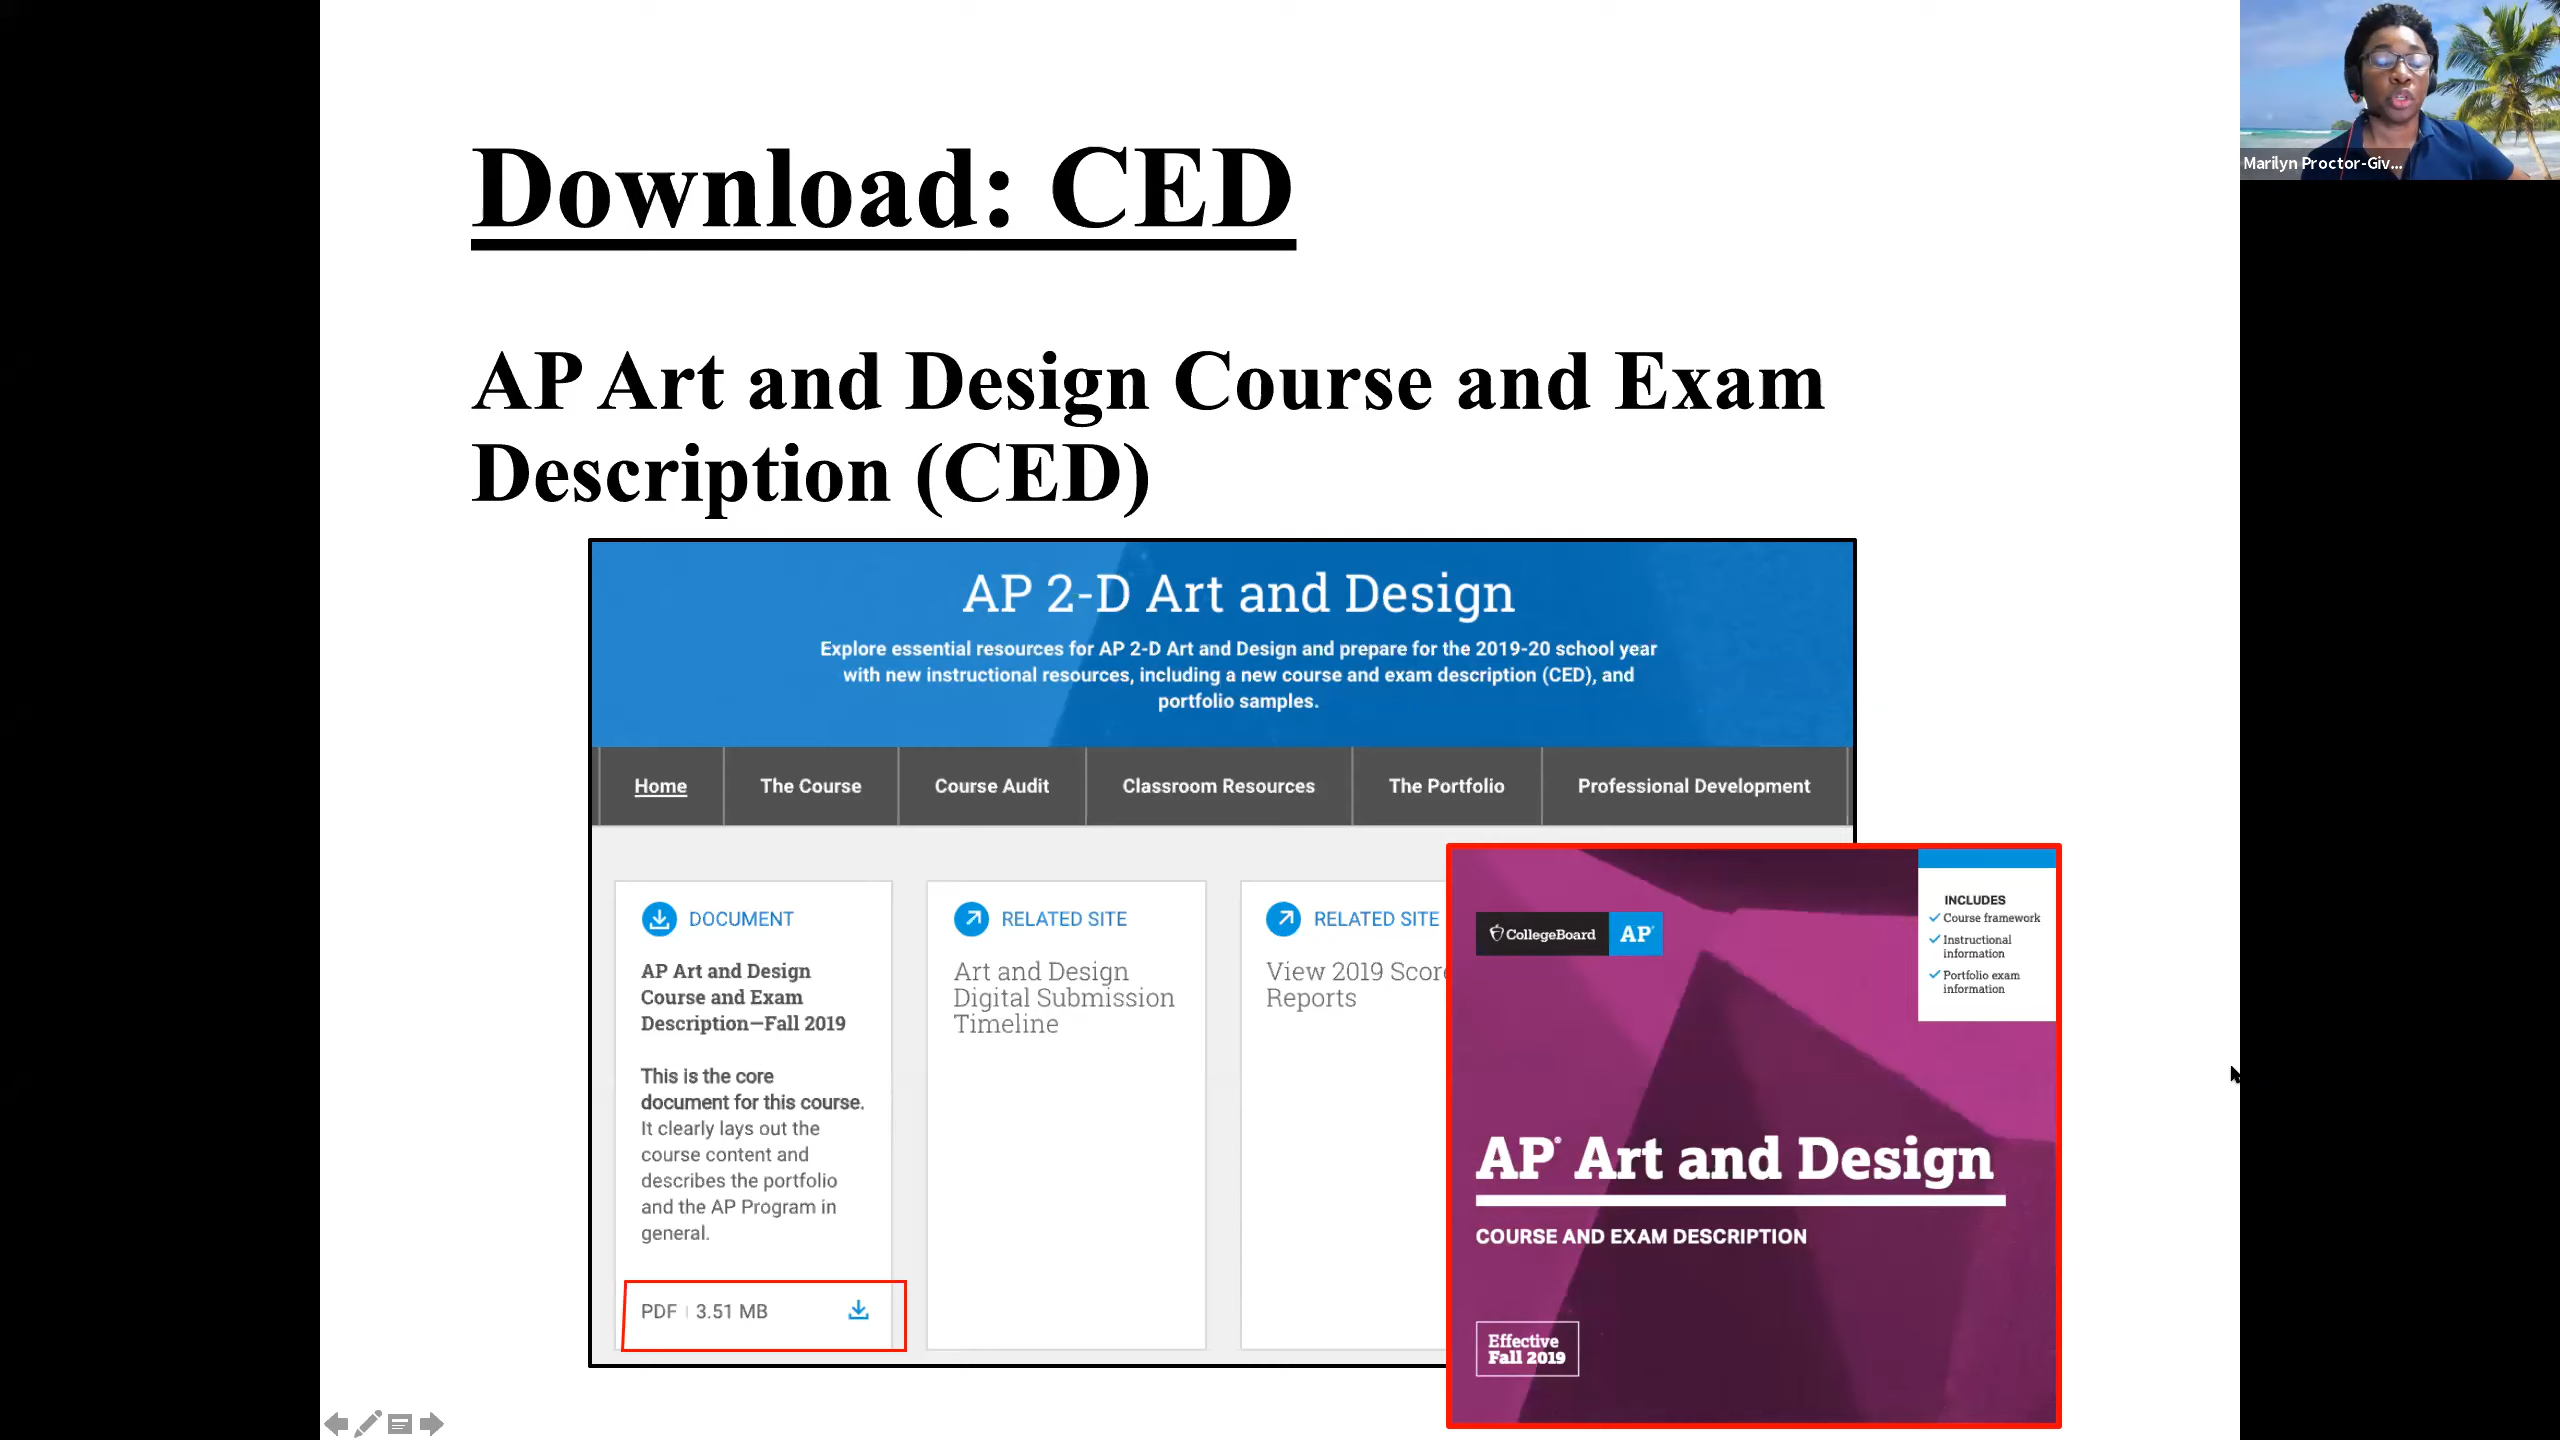 Download: CED
AP Art and Design Course and Exam
Description (CED)
AP 2-D Art and Design
Explore essential resources for AP 2-D Art and Design and prepare for the 2019-20 school year
with new instructional resources, including a new course and exam description (CED), and
portfolio samples.
Home
The Course
Course Audit
Classroom Resources
The Portfolio
Professional Development
DOCUMENT
AP Art and Design
Course and Exam
Description—Fall 2019
This is the core
document for this course.
It clearly lays out the
course content and
describes the portfolio
and the AP Program in
general.
PDF | 3.51 MB
RELATED SITE
Art and Design
Digital Submission
Timeline
RELATED SITE
View 2019 Score
Reports
CollegeBoard AP®
INCLUDES
✓ Course framework
✓ Instructional
information
✓ Portfolio exam
information
AP® Art and Design
COURSE AND EXAM DESCRIPTION
Effective
Fall 2019
Marilyn Proctor-Giv...